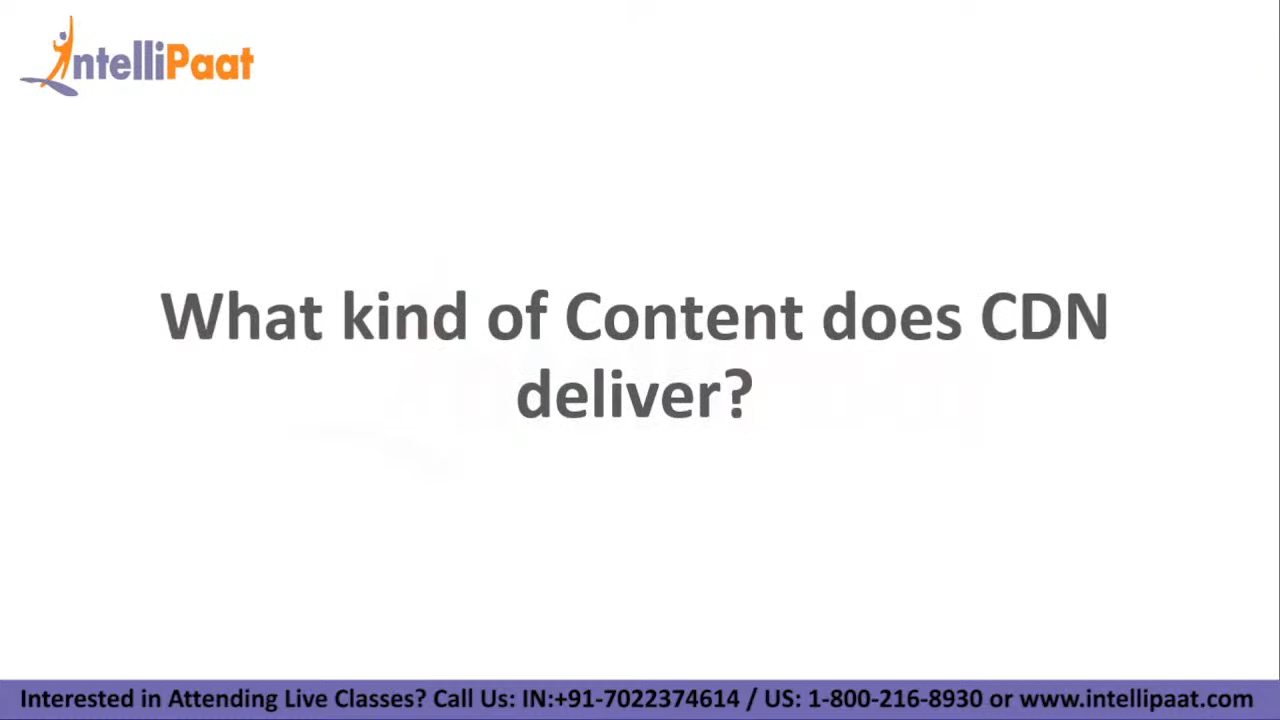 IntelliPaat
What kind of Content does CDN
deliver?
Interested in Attending Live Classes? Call Us: IN:+91-7022374614 / US: 1-800-216-8930 or www.intellipaat.com